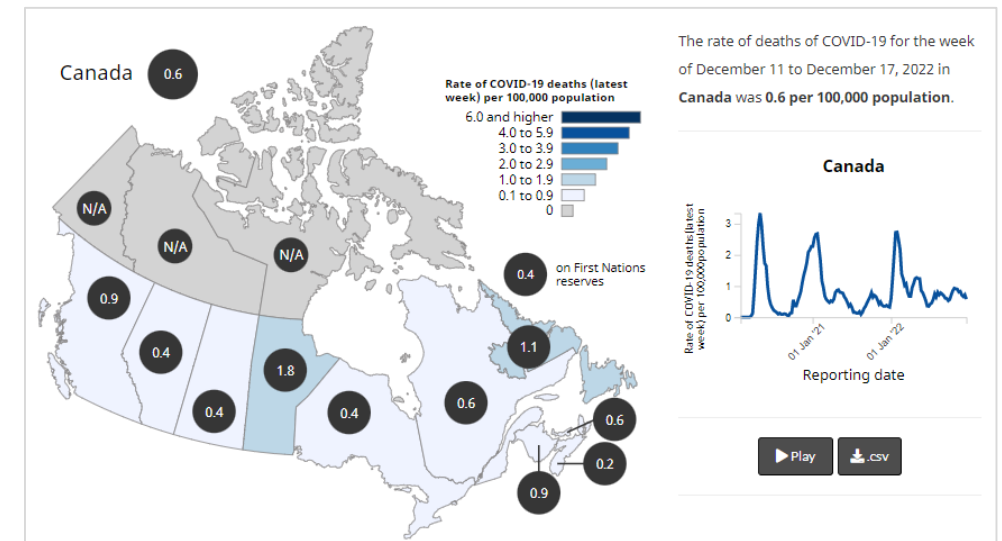 Canada 0.6
Rate of COVID-19 deaths (latest
week) per 100,000 population
6.0 and higher
4.0 to 5.9
3.0 to 3.9
2.0 to 2.9
1.0 to 1.9
0.1 to 0.9
0
N/A
N/A
N/A
0.4 on First Nations
reserves
0.9
0.4
0.4
1.8
0.4
0.6
1.1
0.6
0.2
0.9
The rate of deaths of COVID-19 for the week
of December 11 to December 17, 2022 in
Canada was 0.6 per 100,000 population.
Canada
Rate of COVID-19 deaths (latest
week) per 100,000 population
3
2
1
0
01 Jan '21
01 Jan '22
Reporting date
Play
.csv